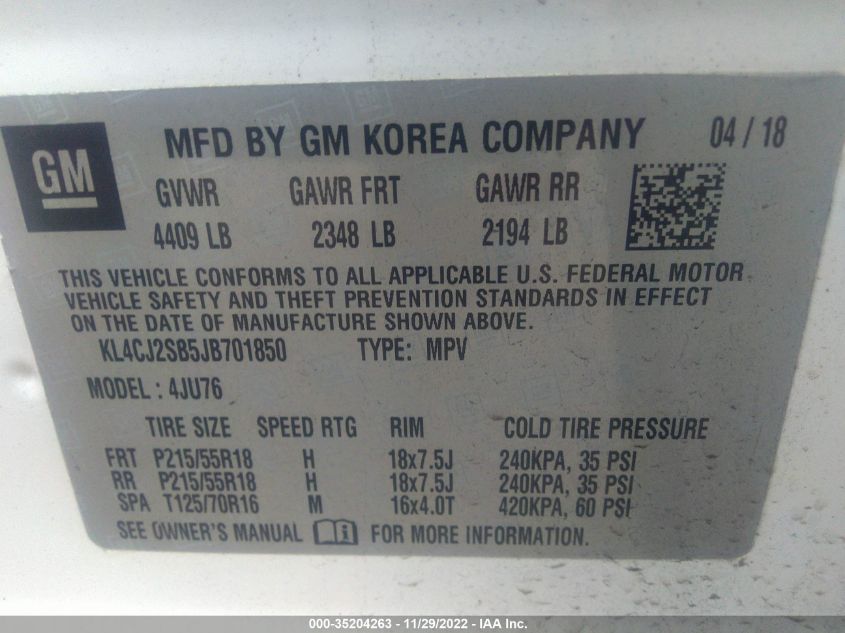 GM
MFD BY GM KOREA COMPANY 04 / 18
GVWR GAWR FRT GAWR RR
4409 LB 2348 LB 2194 LB
THIS VEHICLE CONFORMS TO ALL APPLICABLE U.S. FEDERAL MOTOR
VEHICLE SAFETY AND THEFT PREVENTION STANDARDS IN EFFECT
ON THE DATE OF MANUFACTURE SHOWN ABOVE.
KL4CJ2SB5JB701850 TYPE: MPV
MODEL : 4JU76
TIRE SIZE SPEED RTG RIM COLD TIRE PRESSURE
FRT P215/55R18 H 18x7.5J 240KPA, 35 PSI
RR P215/55R18 H 18x7.5J 240KPA, 35 PSI
SPA T125/70R16 M 16x4.0T 420KPA, 60 PSI
SEE OWNER'S MANUAL FOR MORE INFORMATION.
000-35204263 - 11/29/2022 - IAA Inc.